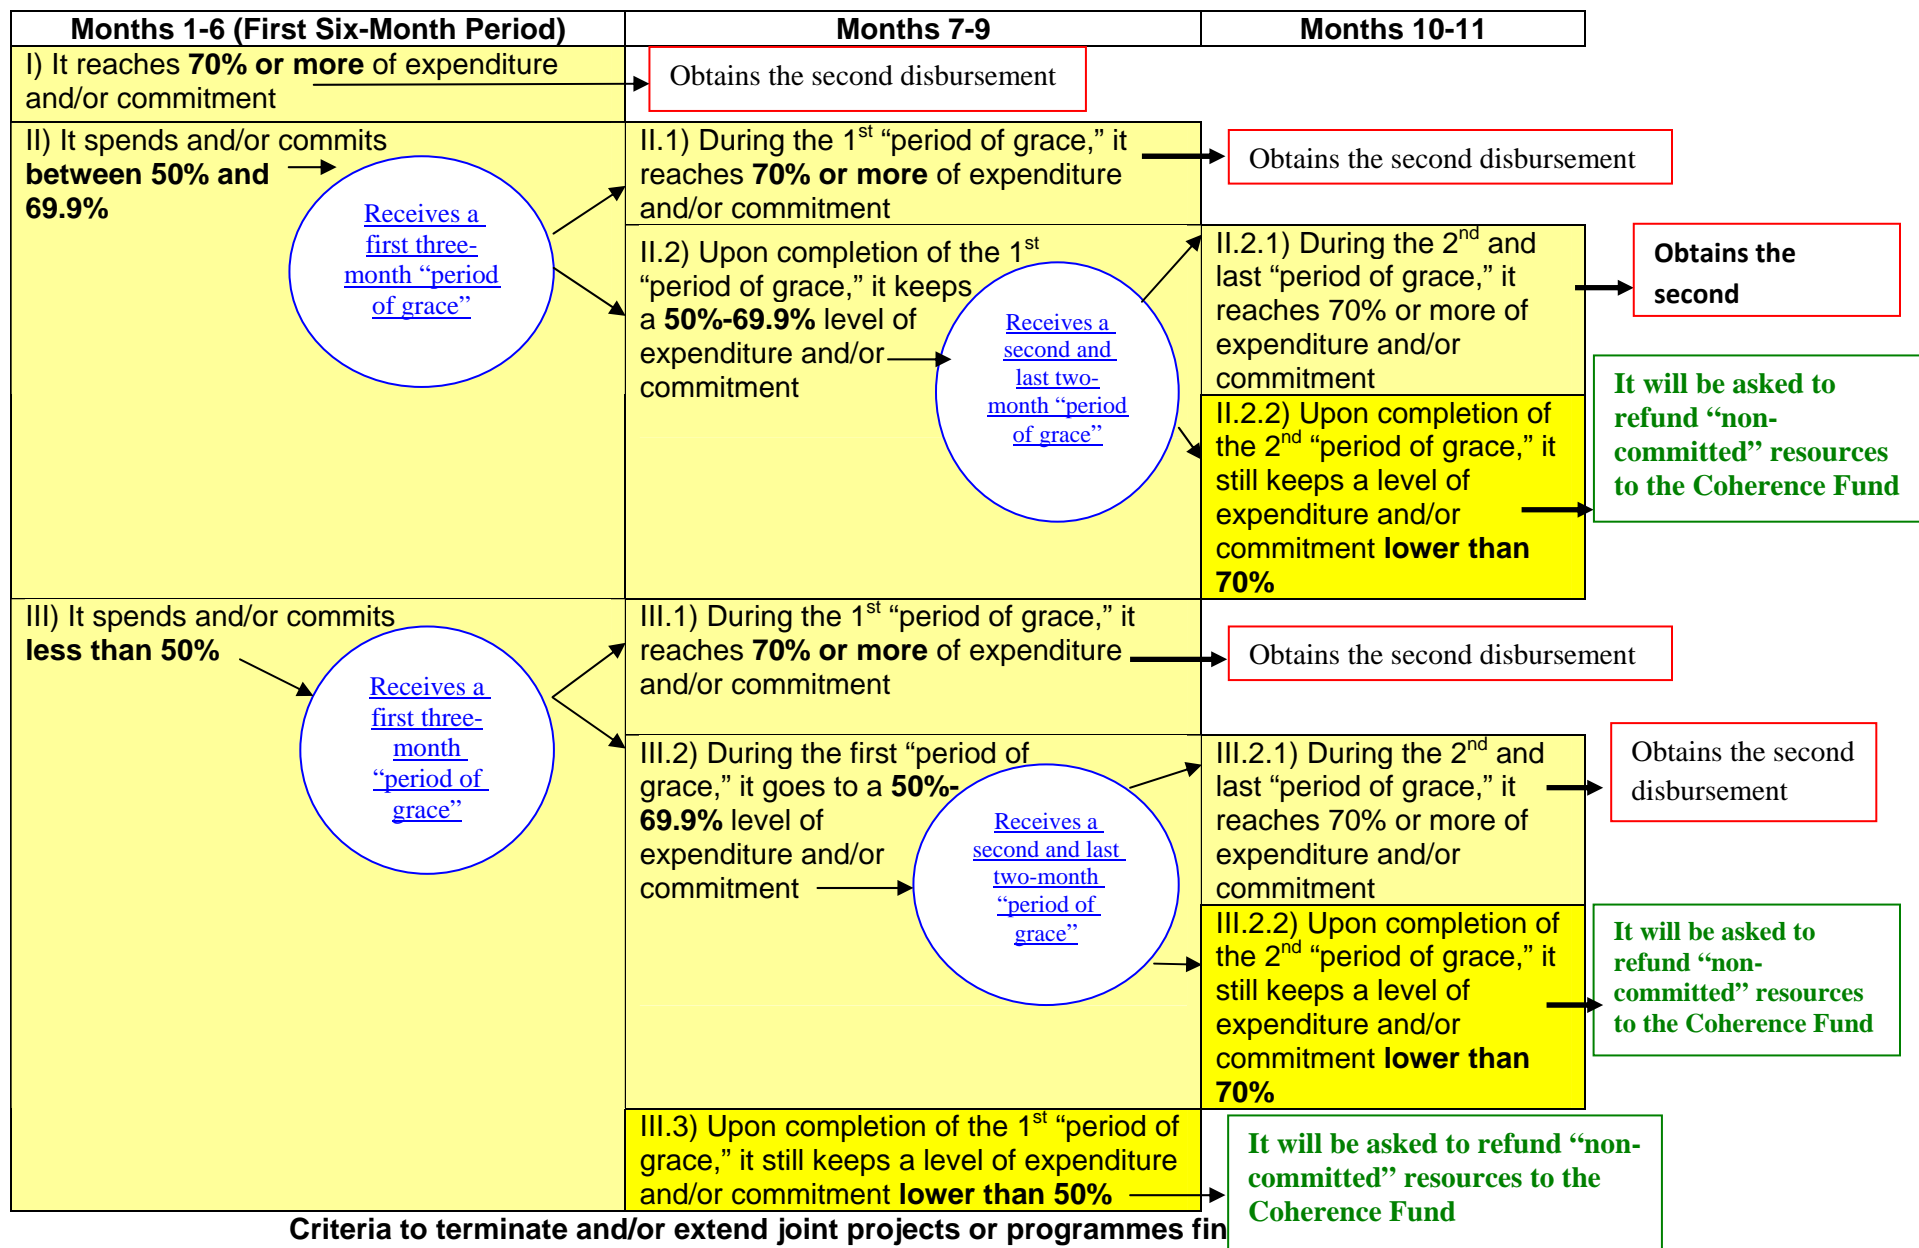 Months 1-6 (First Six-Month Period)
Months 7-9
Months 10-11
I) It reaches 70% or more of expenditure
and/or commitment
Obtains the second disbursement
II) It spends and/or commits
between 50% and
69.9%
Receives a
first three-
month “period
of grace”
II.1) During the 1st “period of grace,” it
reaches 70% or more of expenditure
and/or commitment
Obtains the second disbursement
II.2) Upon completion of the 1st
“period of grace,” it keeps
a 50%-69.9% level of
expenditure and/or
commitment
Receives a
second and
last two-
month “period
of grace”
II.2.1) During the 2nd and
last “period of grace,” it
reaches 70% or more of
expenditure and/or
commitment
Obtains the
second
II.2.2) Upon completion of
the 2nd “period of grace,” it
still keeps a level of
expenditure and/or
commitment lower than
70%
It will be asked to
refund “non-
committed” resources
to the Coherence Fund
III) It spends and/or commits
less than 50%
Receives a
first three-
month
“period of
grace”
III.1) During the 1st “period of grace,” it
reaches 70% or more of expenditure
and/or commitment
Obtains the second disbursement
III.2) During the first “period of
grace,” it goes to a 50%-
69.9% level of
expenditure and/or
commitment
Receives a
second and last
two-month
“period of
grace”
III.2.1) During the 2nd and
last “period of grace,” it
reaches 70% or more of
expenditure and/or
commitment
Obtains the second
disbursement
III.2.2) Upon completion of
the 2nd “period of grace,” it
still keeps a level of
expenditure and/or
commitment lower than
70%
It will be asked to
refund “non-
committed” resources
to the Coherence Fund
III.3) Upon completion of the 1st “period of
grace,” it still keeps a level of expenditure
and/or commitment lower than 50%
It will be asked to refund “non-
committed” resources to the
Coherence Fund
Criteria to terminate and/or extend joint projects or programmes fin